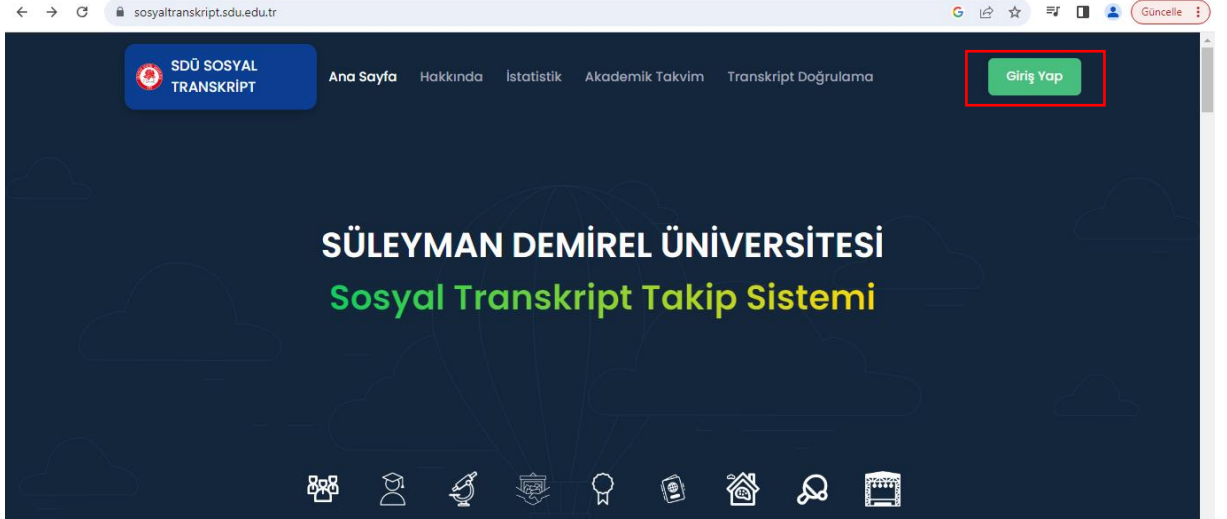 sosyaltranskript.sdu.edu.tr
Güncelle
SDÜ SOSYAL
TRANSKRİPT
Ana Sayfa Hakkında İstatistik Akademik Takvim Transkript Doğrulama
Giriş Yap
SÜLEYMAN DEMİREL ÜNİVERSİTESİ
Sosyal Transkript Takip Sistemi